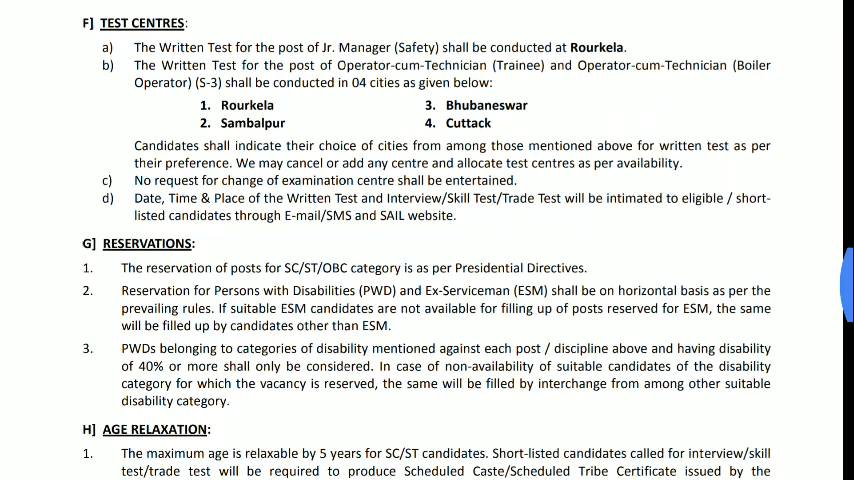 F] TEST CENTRES:
a) The Written Test for the post of Jr. Manager (Safety) shall be conducted at Rourkela.
b) The Written Test for the post of Operator-cum-Technician (Trainee) and Operator-cum-Technician (Boiler
Operator) (S-3) shall be conducted in 04 cities as given below:
1. Rourkela 3. Bhubaneswar
2. Sambalpur 4. Cuttack
Candidates shall indicate their choice of cities from among those mentioned above for written test as per
their preference. We may cancel or add any centre and allocate test centres as per availability.
c) No request for change of examination centre shall be entertained.
d) Date, Time & Place of the Written Test and Interview/Skill Test/Trade Test will be intimated to eligible / short-
listed candidates through E-mail/SMS and SAIL website.
G] RESERVATIONS:
1. The reservation of posts for SC/ST/OBC category is as per Presidential Directives.
2. Reservation for Persons with Disabilities (PWD) and Ex-Serviceman (ESM) shall be on horizontal basis as per the
prevailing rules. If suitable ESM candidates are not available for filling up of posts reserved for ESM, the same
will be filled up by candidates other than ESM.
3. PWDs belonging to categories of disability mentioned against each post / discipline above and having disability
of 40% or more shall only be considered. In case of non-availability of suitable candidates of the disability
category for which the vacancy is reserved, the same will be filled by interchange from among other suitable
disability category.
H] AGE RELAXATION:
1. The maximum age is relaxable by 5 years for SC/ST candidates. Short-listed candidates called for interview/skill
test/trade test will be required to produce Scheduled Caste/Scheduled Tribe Certificate issued by the